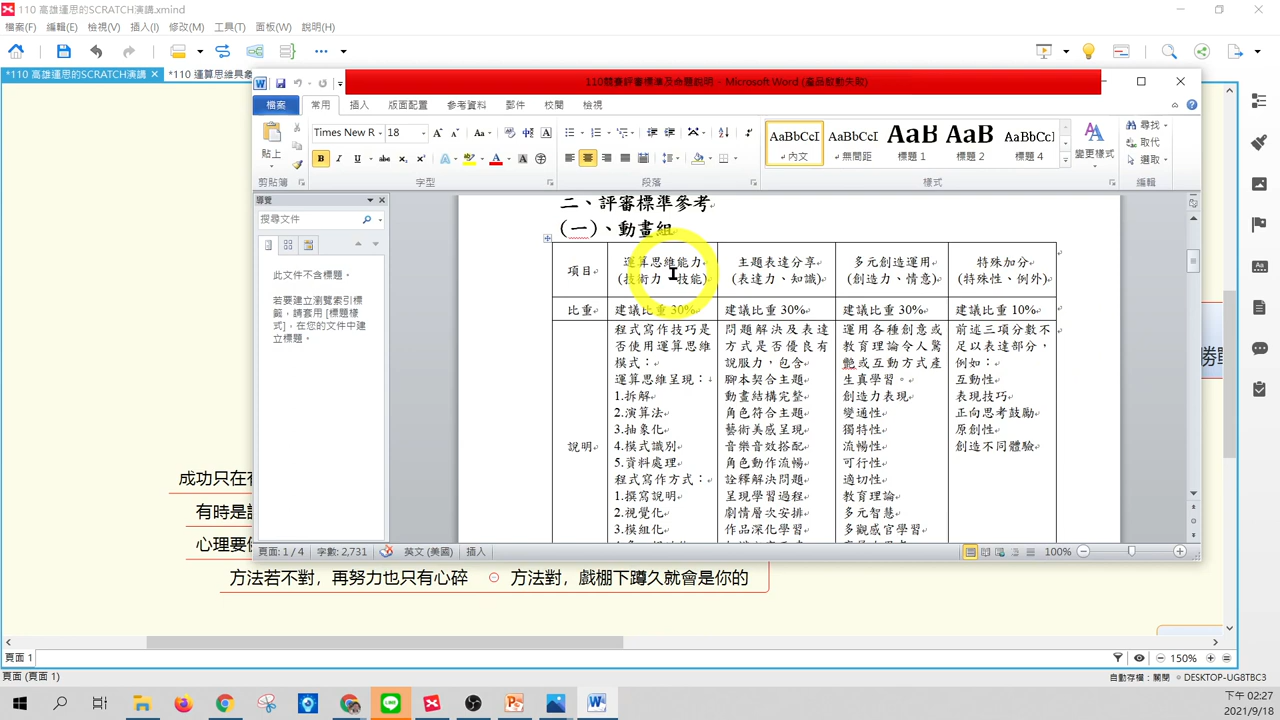 110 高雄運思的SCRATCH演講.xmind
檔案(F) 編輯(E) 檢視(V) 插入(I) 修改(M) 工具(T) 面板(W) 說明(H)
*110 高雄運思的SCRATCH演講
*110 運算思維具象
110競賽評審標準及命題說明 - Microsoft Word (產品啟動失敗)
檔案 常用 插入 版面配置 參考資料 郵件 校閱 檢視
Times New R 18
貼上
AaBbCcI AaBbCcI AaBb AaBb AaBbCcI
內文 無間距 標題 1 標題 2 標題 4
變更樣式
尋找
取代
選取
剪貼簿 字型 段落 樣式 編輯
導覽
搜尋文件
此文件不含標題。
若要建立瀏覽索引標
籤，請套用 [標題樣
式]，在您的文件中建
立標題。
二、評審標準參考
(一)、動畫組
項目
運算思維能力
(技術力、技能)
主題表達分享
(表達力、知識)
多元創造運用
(創造力、情意)
特殊加分
(特殊性、例外)
比重 建議比重 30% 建議比重 30% 建議比重 30% 建議比重 10%
說明
程式寫作技巧是
否使用運算思維
模式：
運算思維呈現：
1.拆解
2.演算法
3.抽象化
4.模式識別
5.資料處理
程式寫作方式：
1.撰寫說明
2.視覺化
3.模組化
問題解決及表達
方式是否優良有
說服力，包含
腳本契合主題
動畫結構完整
角色符合主題
藝術美感呈現
音樂音效搭配
角色動作流暢
詮釋解決問題
呈現學習過程
劇情層次安排
作品深化學習
運用各種創意或
教育理論令人驚
艷或互動方式產
生真學習。
創造力表現
變通性
獨特性
流暢性
可行性
適切性
教育理論
多元智慧
多觀感官學習
前述三項分數不
足以表達部分，
例如：
互動性
表現技巧
正向思考鼓勵
原創性
創造不同體驗
頁面: 1 / 4 字數: 2,731 英文 (美國) 插入 100%
成功只在
有時是
心理要
方法若不對，再努力也只有心碎 方法對，戲棚下蹲久就會是你的
頁面 1
150%
頁面 (頁面 1)
自動存檔：關閉 DESKTOP-UG8TBC3
下午 02:27
2021/9/18